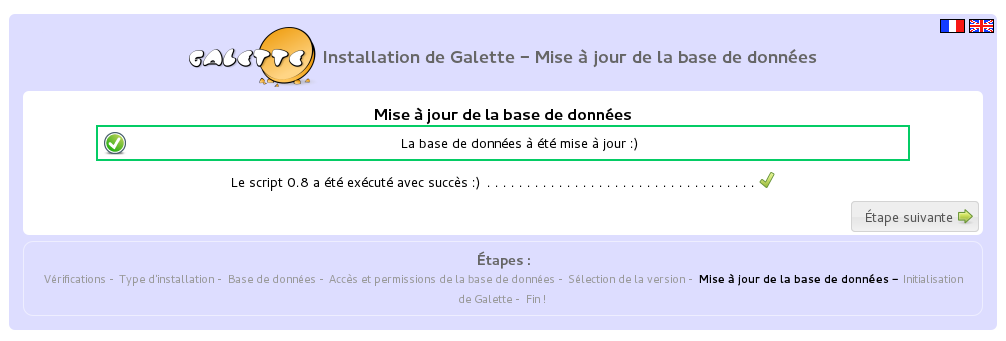 GALETTE
Installation de Galette - Mise à jour de la base de données
Mise à jour de la base de données
La base de données à été mise à jour :)
Le script 0.8 a été exécuté avec succès :) . . . . . . . . . . . . . . . . . . . . . . . . . . . . . . . . . .
Étape suivante
Étapes :
Vérifications - Type d'installation - Base de données - Accès et permissions de la base de données - Sélection de la version - Mise à jour de la base de données - Initialisation
de Galette - Fin !